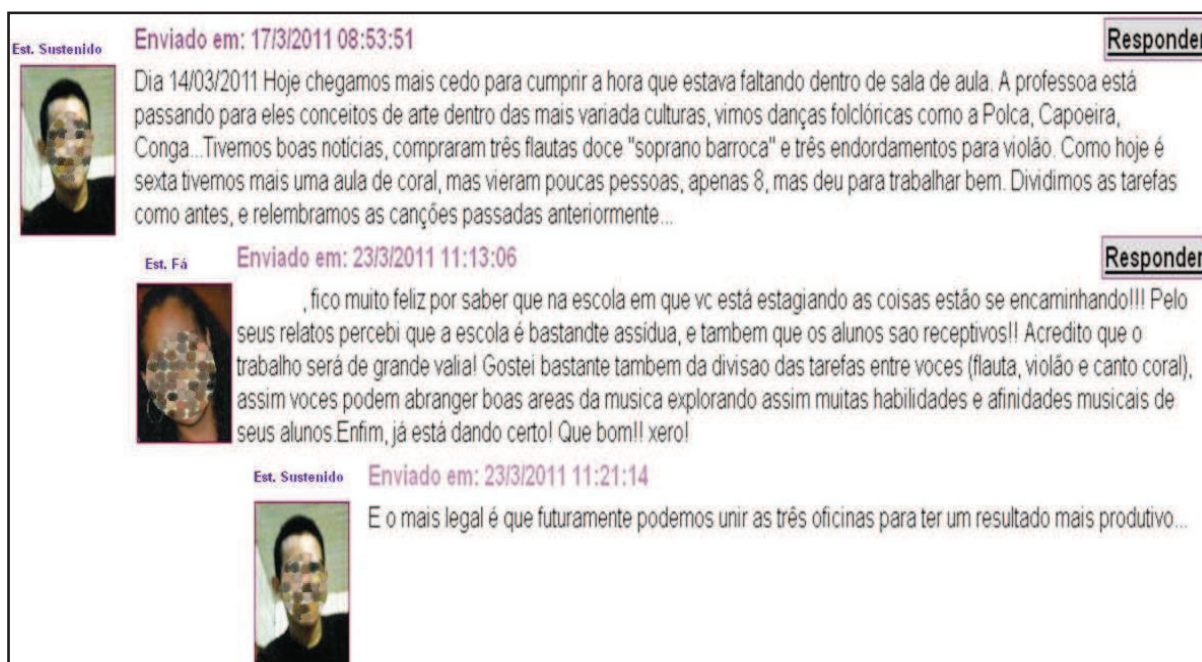 Est. Sustenido
Enviado em: 17/3/2011 08:53:51
Responder
Dia 14/03/2011 Hoje chegamos mais cedo para cumprir a hora que estava faltando dentro de sala de aula. A professoa está
passando para eles conceitos de arte dentro das mais variada culturas, vimos danças folclóricas como a Polca, Capoeira,
Conga...Tivemos boas notícias, compraram três flautas doce "soprano barroca" e três endordamentos para violão. Como hoje é
sexta tivemos mais uma aula de coral, mas vieram poucas pessoas, apenas 8, mas deu para trabalhar bem. Dividimos as tarefas
como antes, e relembramos as canções passadas anteriormente...
Est. Fá
Enviado em: 23/3/2011 11:13:06
Responder
,fico muito feliz por saber que na escola em que vc está estagiando as coisas estão se encaminhando!!! Pelo
seus relatos percebi que a escola é bastandte assídua, e tambem que os alunos sao receptivos!! Acredito que o
trabalho será de grande valia! Gostei bastante tambem da divisao das tarefas entre voces (flauta, violão e canto coral),
assim voces podem abranger boas areas da musica explorando assim muitas habilidades e afinidades musicais de
seus alunos.Enfim, já está dando certo! Que bom!! xero!
Est. Sustenido
Enviado em: 23/3/2011 11:21:14
E o mais legal é que futuramente podemos unir as três oficinas para ter um resultado mais produtivo...